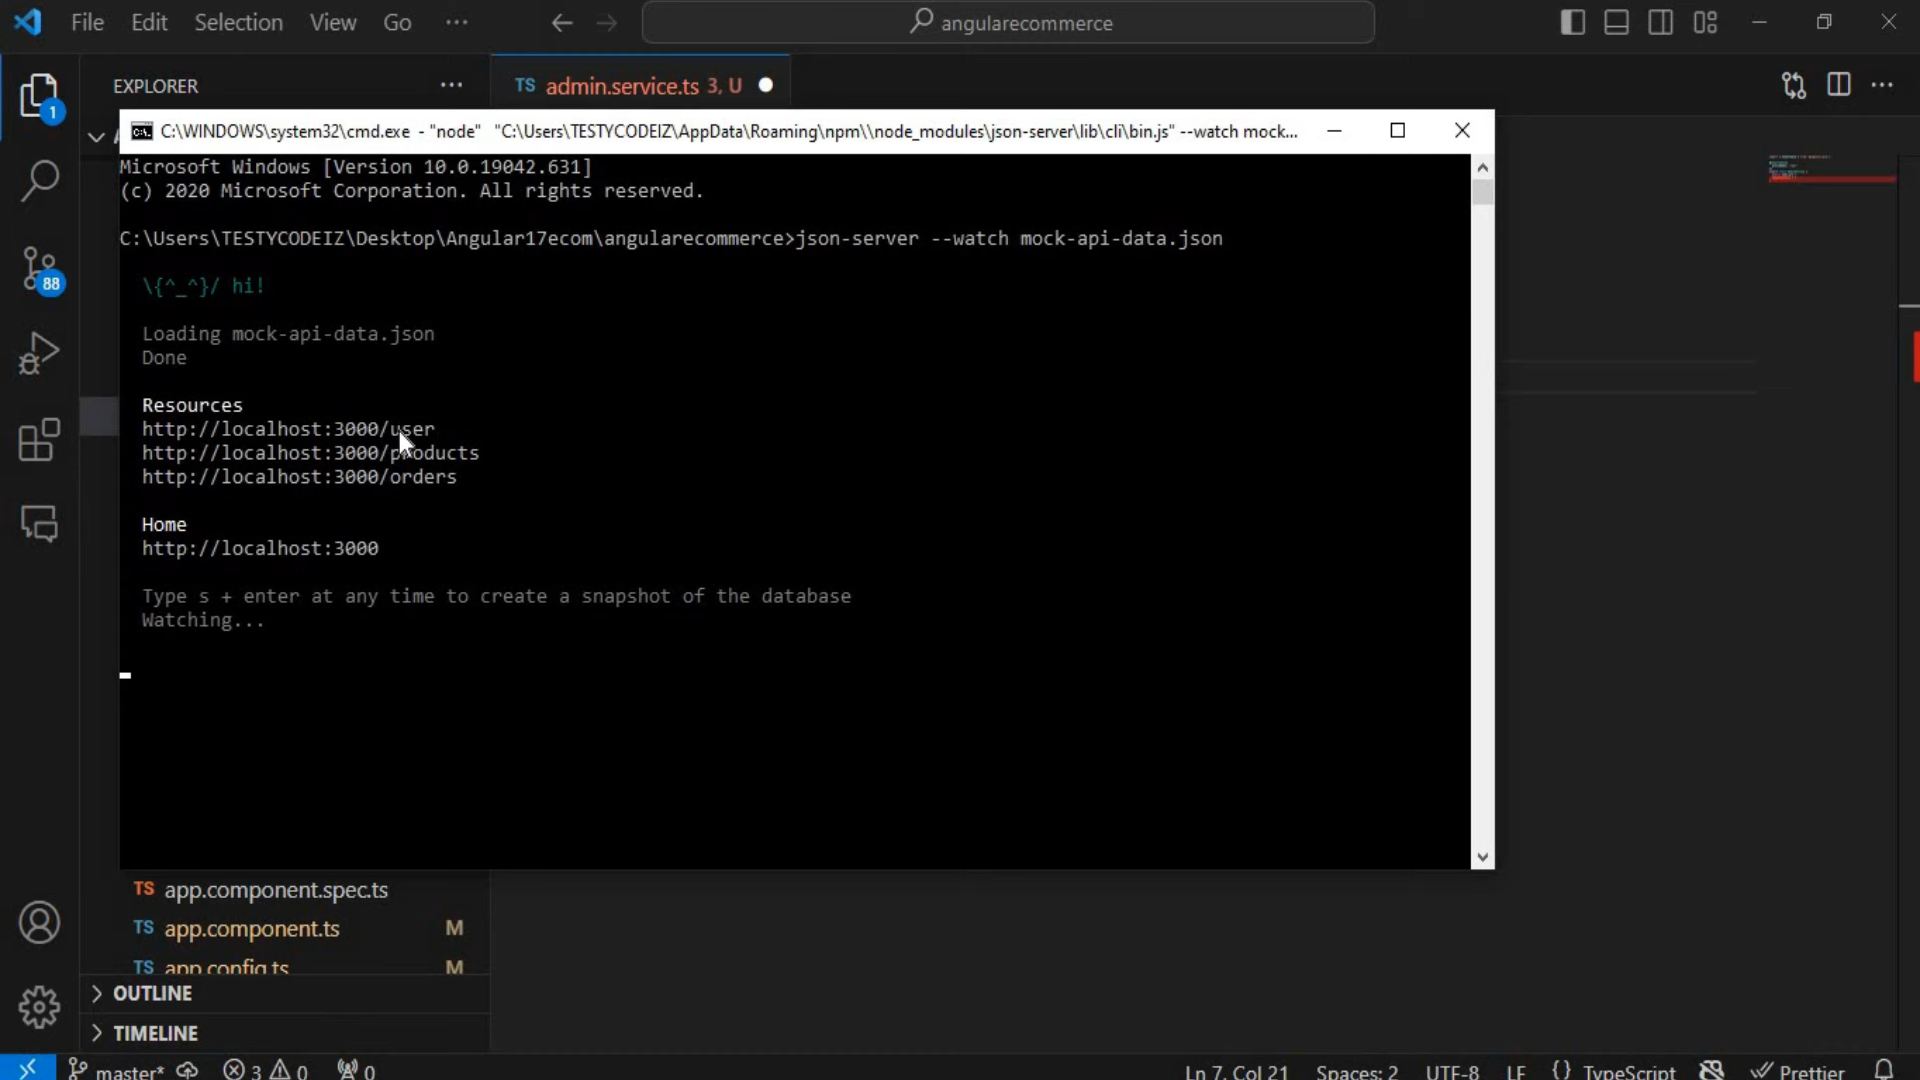 File Edit Selection View Go ···
angularecommerce
EXPLORER ···
TS admin.service.ts 3, U
1
C:\WINDOWS\system32\cmd.exe - "node" "C:\Users\TESTYCODEIZ\AppData\Roaming\npm\\node_modules\json-server\lib\cli\bin.js" --watch mock...
Microsoft Windows [Version 10.0.19042.631]
(c) 2020 Microsoft Corporation. All rights reserved.
C:\Users\TESTYCODEIZ\Desktop\Angular17ecom\angularecommerce>json-server --watch mock-api-data.json
\{^_^}/ hi!
88
Loading mock-api-data.json
Done
Resources
http://localhost:3000/user
http://localhost:3000/products
http://localhost:3000/orders
Home
http://localhost:3000
Type s + enter at any time to create a snapshot of the database
Watching...
TS app.component.spec.ts
TS app.component.ts M
TS app.config.ts M
OUTLINE
TIMELINE
master* 3 0 0 Ln 7, Col 21 Spaces: 2 UTF-8 LF {} TypeScript Prettier